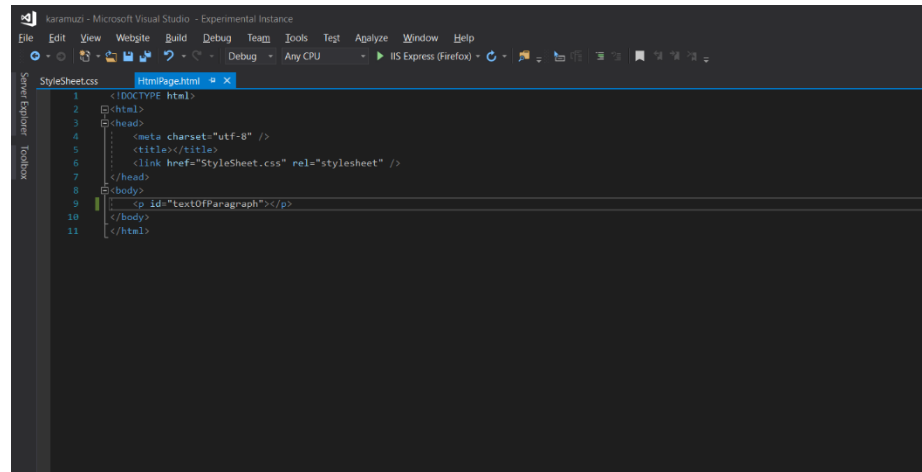 karamuzi - Microsoft Visual Studio - Experimental Instance
File Edit View Website Build Debug Team Tools Test Analyze Window Help
Debug Any CPU IIS Express (Firefox)
Server Explorer
Toolbox
StyleSheet.css HtmlPage.html
1 <!DOCTYPE html>
2 <html>
3 <head>
4 <meta charset="utf-8" />
5 <title></title>
6 <link href="StyleSheet.css" rel="stylesheet" />
7 </head>
8 <body>
9 <p id="textOfParagraph"></p>
10 </body>
11 </html>